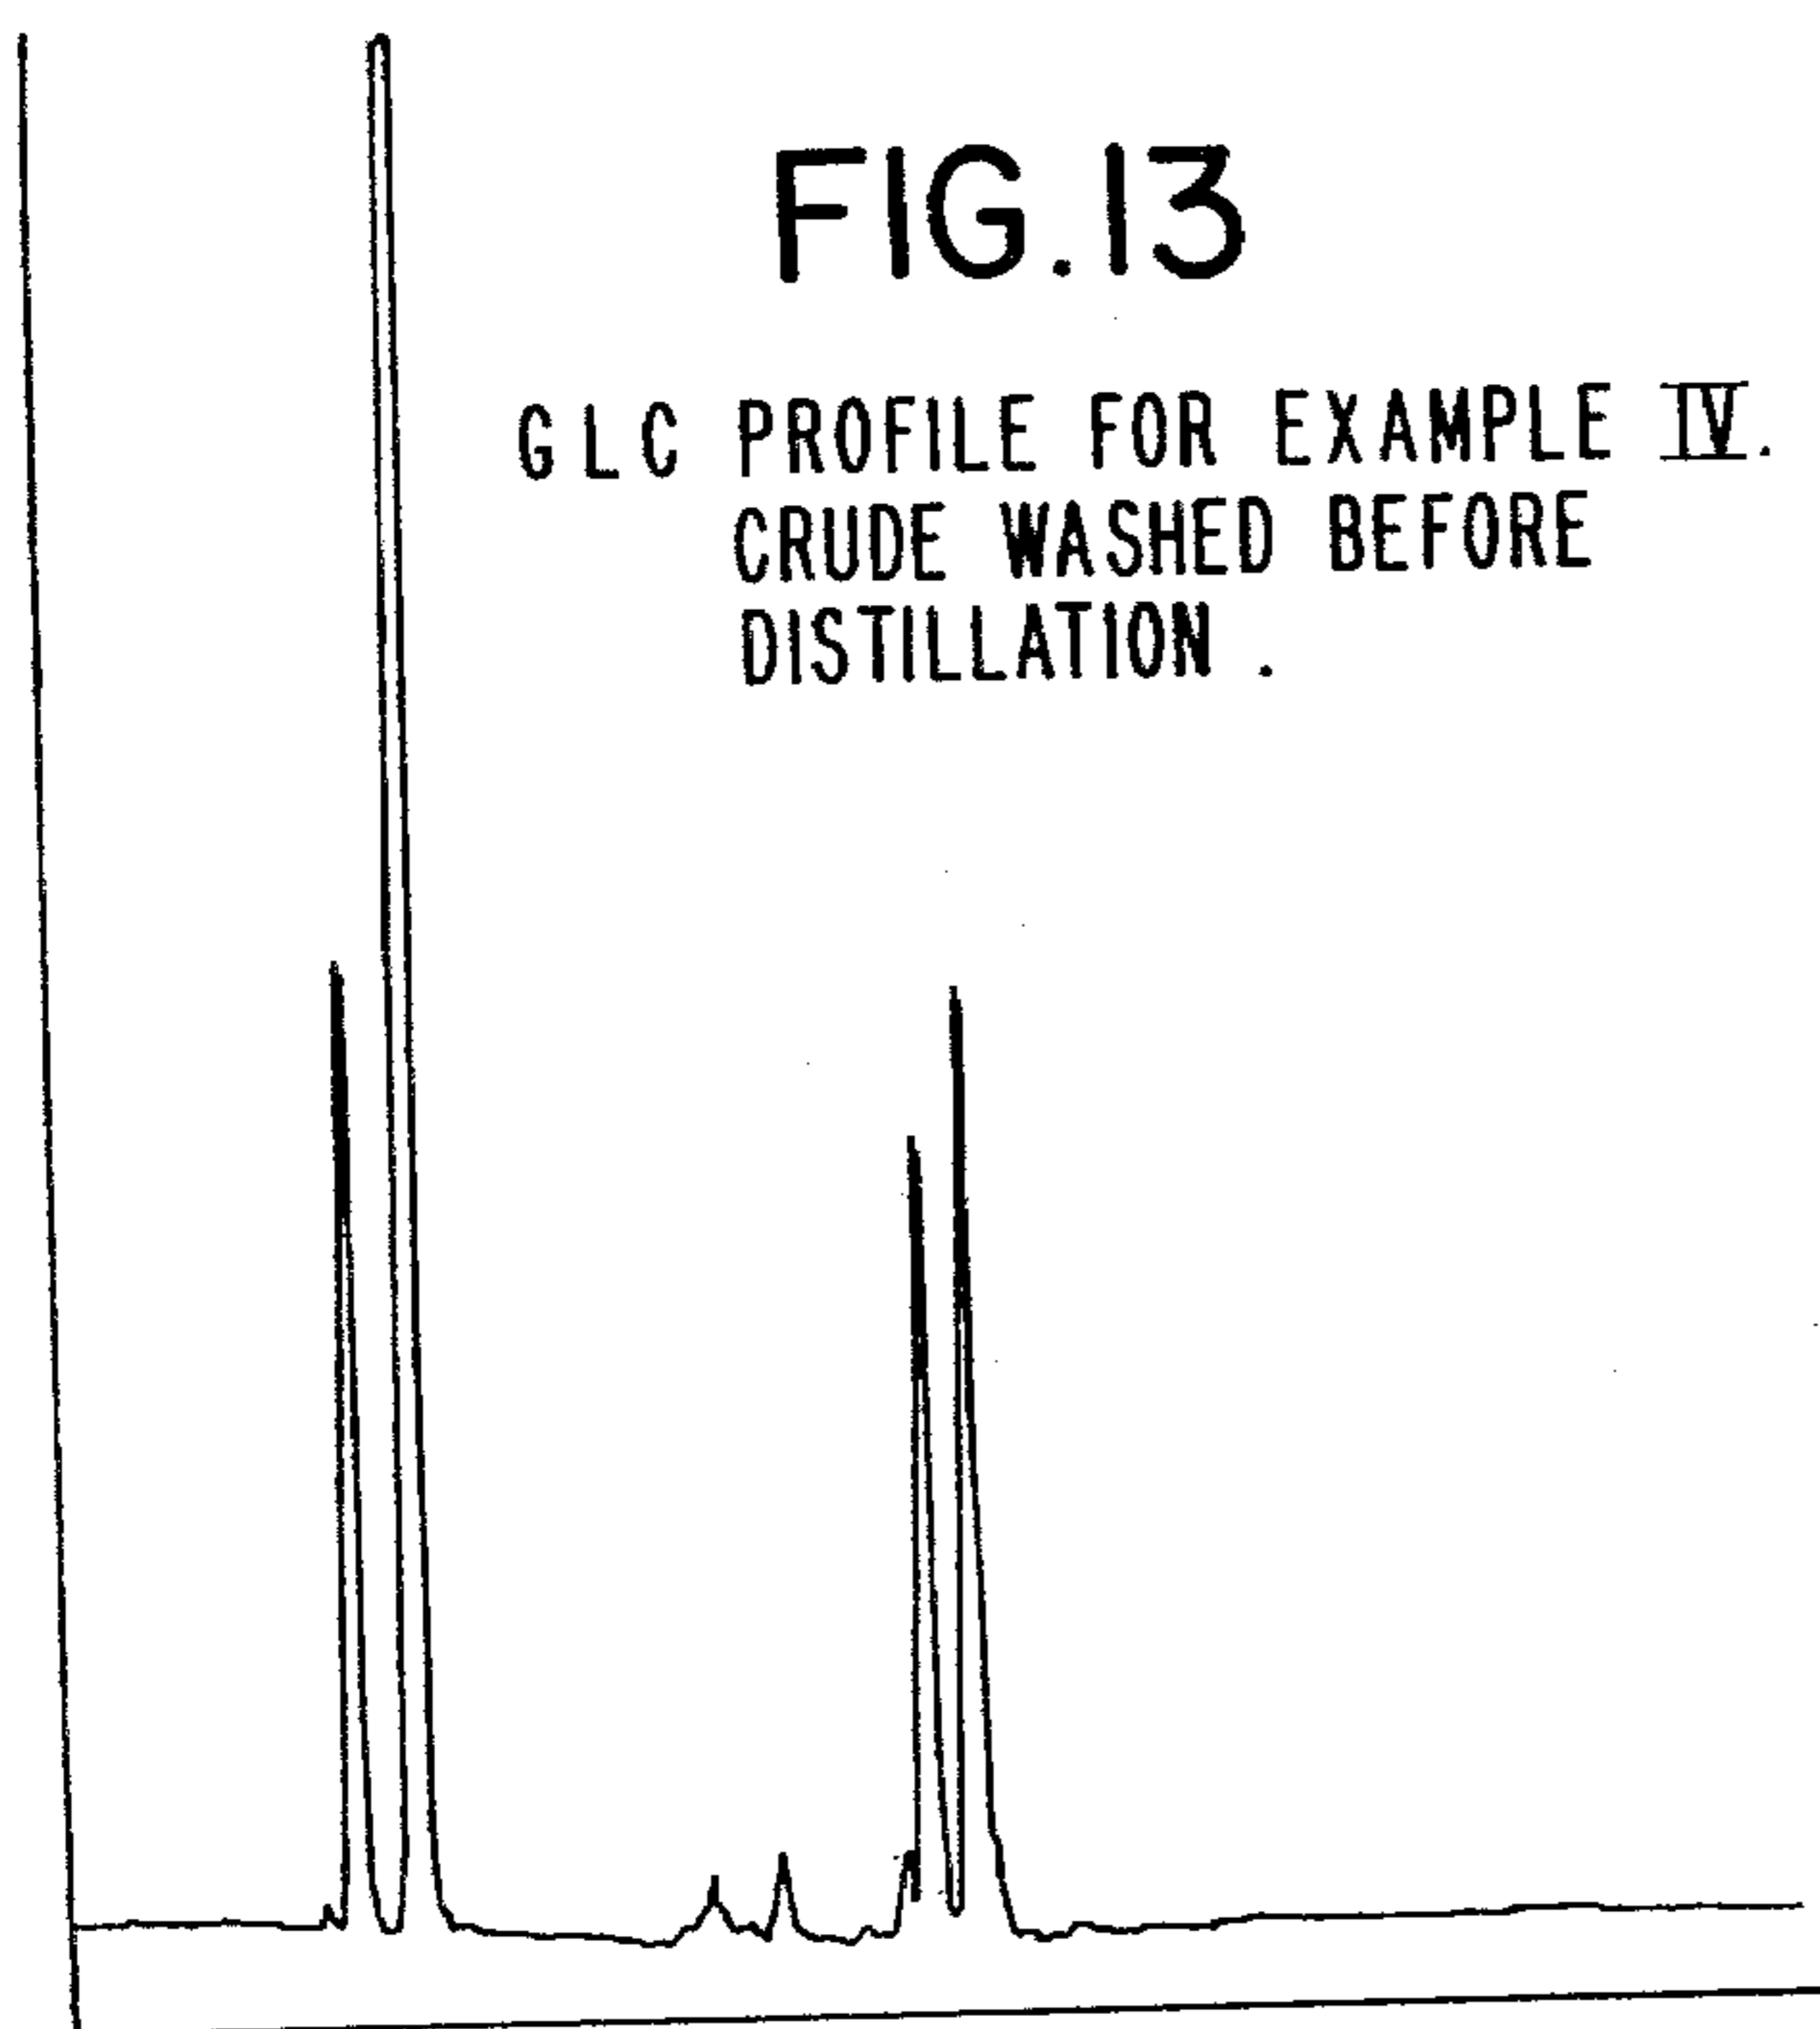 FIG.13
GLC PROFILE FOR EXAMPLE IV.
CRUDE WASHED BEFORE
DISTILLATION .